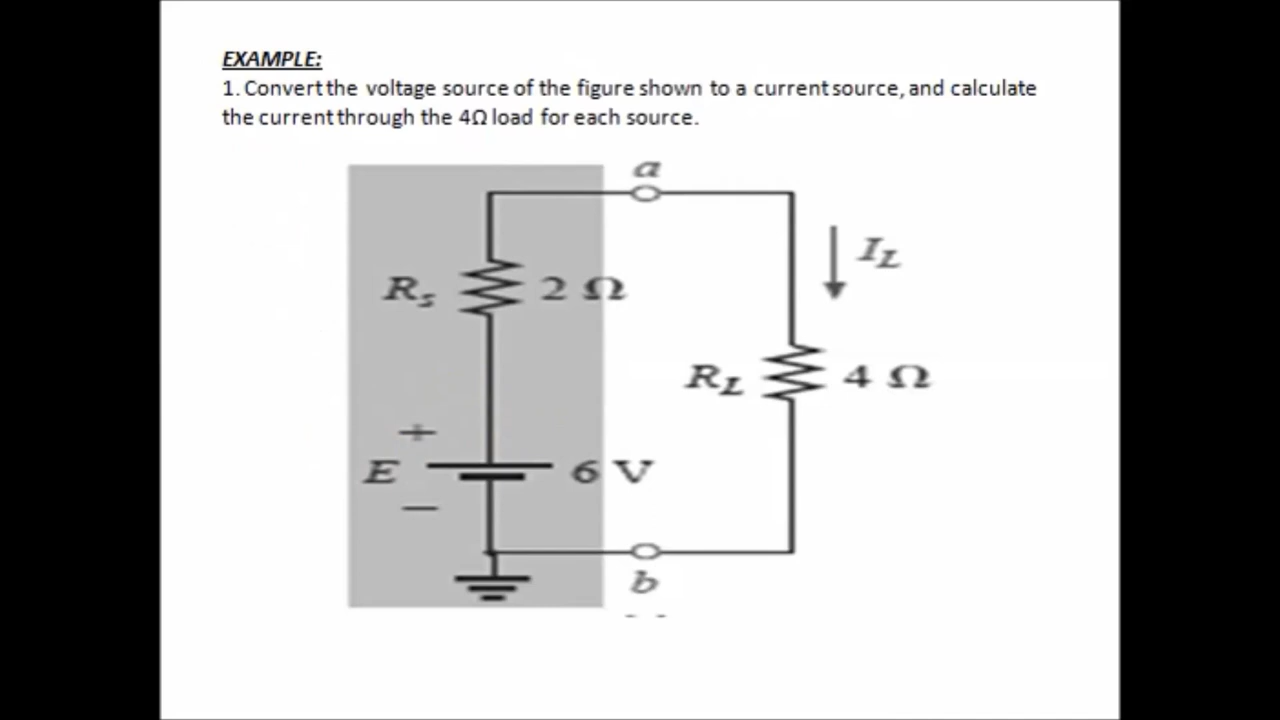 EXAMPLE:
1. Convert the voltage source of the figure shown to a current source, and calculate
the current through the 4Ω load for each source.
a
I_L
R_s 2 Ω
R_L 4 Ω
+
E 6 V
−
b